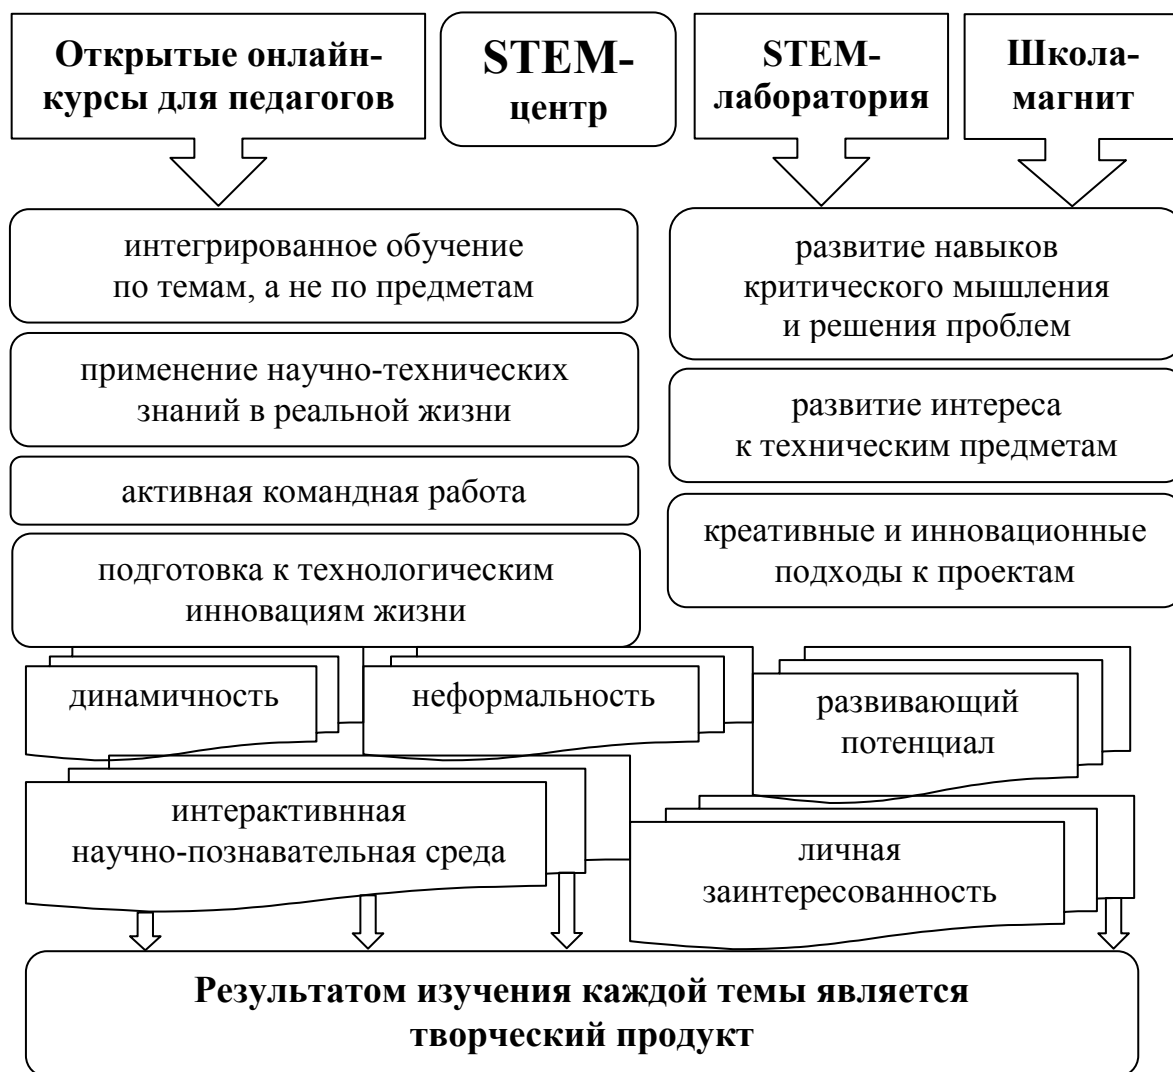 Открытые онлайн-
курсы для педагогов
STEM-
центр
STEM-
лаборатория
Школа-
магнит
интегрированное обучение
по темам, а не по предметам
применение научно-технических
знаний в реальной жизни
активная командная работа
подготовка к технологическим
инновациям жизни
развитие навыков
критического мышления
и решения проблем
развитие интереса
к техническим предметам
креативные и инновационные
подходы к проектам
динамичность
неформальность
развивающий
потенциал
интерактивнная
научно-познавательная среда
личная
заинтересованность
Результатом изучения каждой темы является
творческий продукт